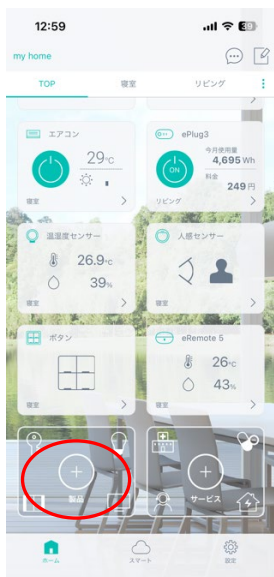 12:59
39
my home
TOP 寝室 リビング
エアコン
29℃
寝室
ePlug3
今月使用量
4,695 Wh
ON
料金
249 円
リビング
温湿度センサー
26.9℃
39%
寝室
人感センサー
寝室
ボタン
寝室
eRemote 5
26℃
43%
寝室
製品
サービス
ホーム スマート 設定